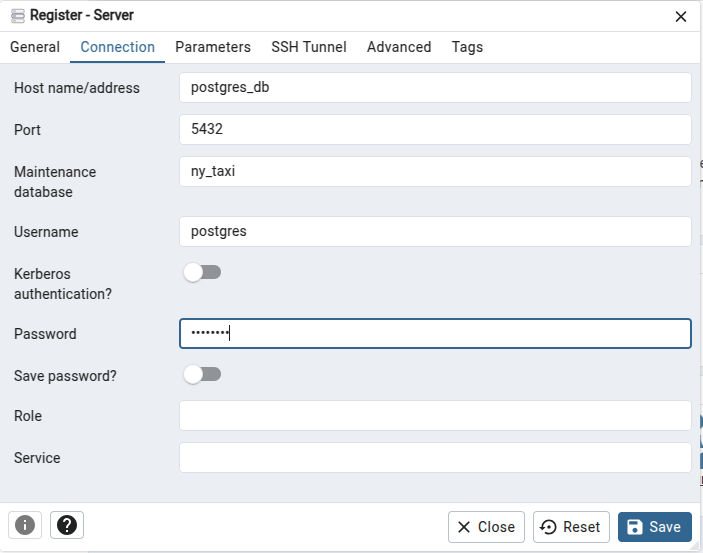 Register - Server
General Connection Parameters SSH Tunnel Advanced Tags
Host name/address postgres_db
Port 5432
Maintenance database ny_taxi
Username postgres
Kerberos authentication?
Password ••••••••
Save password?
Role
Service
Close Reset Save